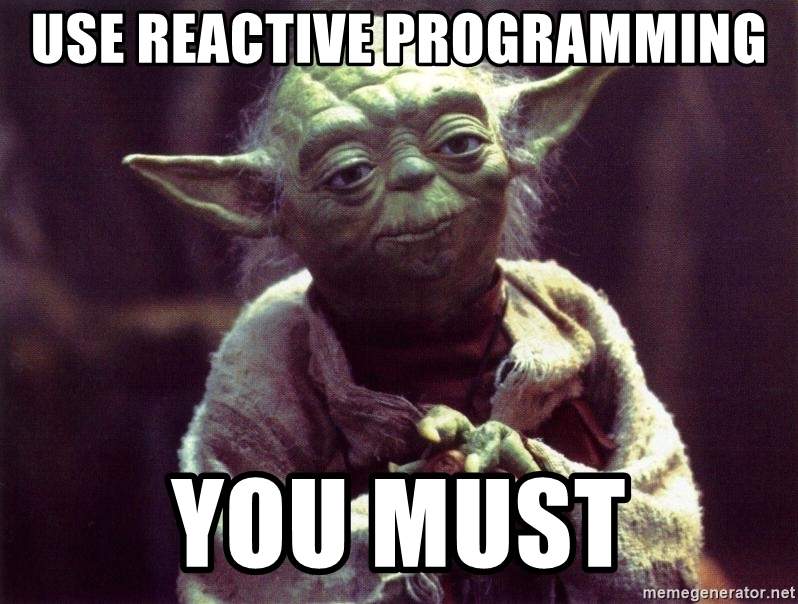 USE REACTIVE PROGRAMMING
YOU MUST
memegenerator.net